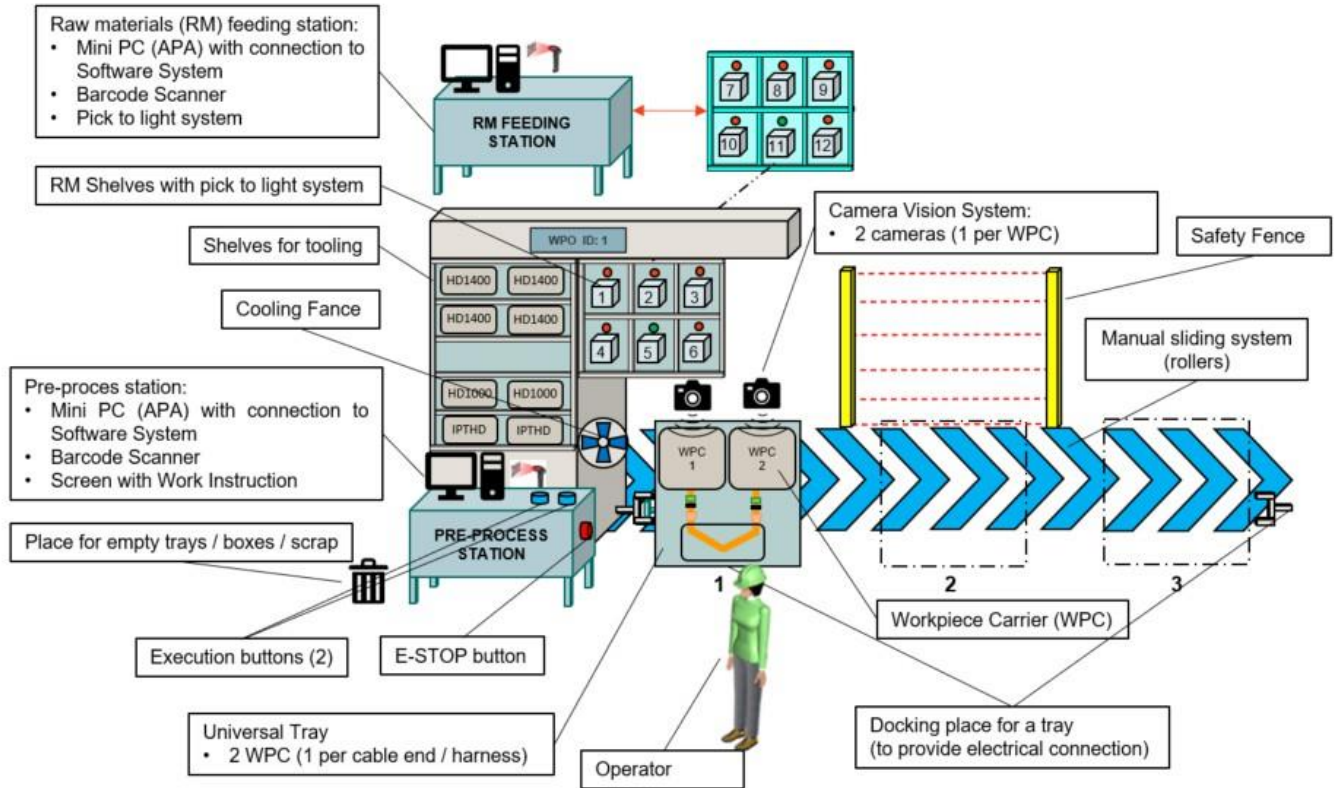 Raw materials (RM) feeding station:
• Mini PC (APA) with connection to
Software System
• Barcode Scanner
• Pick to light system
RM FEEDING
STATION
7 8 9
10 11 12
RM Shelves with pick to light system
Camera Vision System:
• 2 cameras (1 per WPC)
Safety Fence
Shelves for tooling
WPO ID: 1
HD1400 HD1400
HD1400 HD1400
HD1000 HD1000
IPTHD IPTHD
1 2 3
4 5 6
Cooling Fance
Manual sliding system
(rollers)
Pre-proces station:
• Mini PC (APA) with connection to
Software System
• Barcode Scanner
• Screen with Work Instruction
WPC
1
WPC
2
PRE-PROCESS
STATION
Place for empty trays / boxes / scrap
1
2
3
Execution buttons (2)
E-STOP button
Workpiece Carrier (WPC)
Universal Tray
• 2 WPC (1 per cable end / harness)
Operator
Docking place for a tray
(to provide electrical connection)